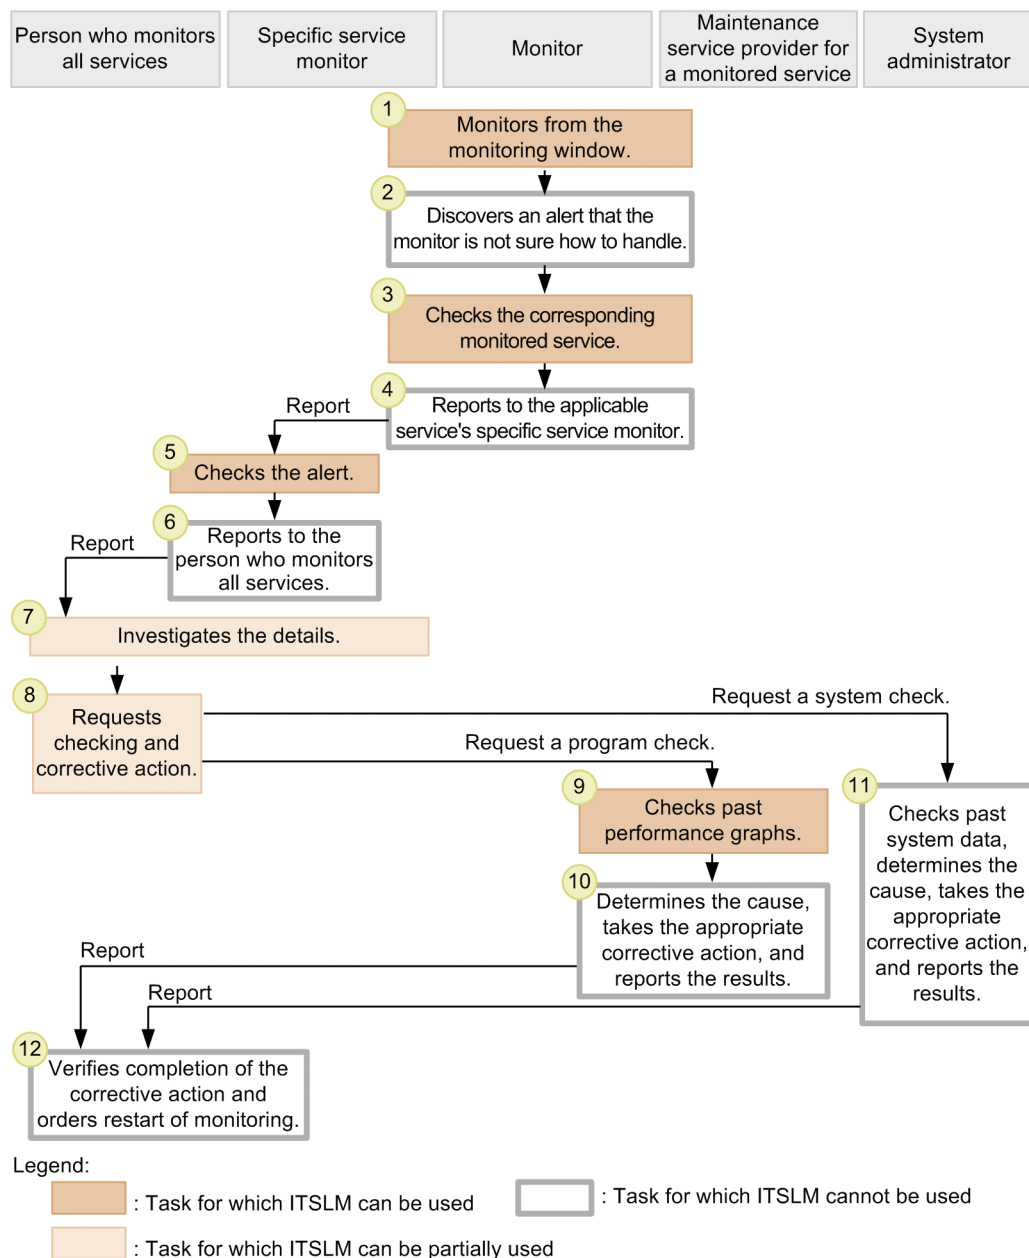 Person who monitors
all services
Specific service
monitor
Monitor
Maintenance
service provider for
a monitored service
System
administrator
1
Monitors from the
monitoring window.
2
Discovers an alert that the
monitor is not sure how to handle.
3
Checks the corresponding
monitored service.
4
Reports to the applicable
service's specific service monitor.
Report
5
Checks the alert.
6
Reports to the
person who monitors
all services.
Report
7
Investigates the details.
8
Requests
checking and
corrective action.
Request a system check.
Request a program check.
9
Checks past
performance graphs.
10
Determines the cause,
takes the appropriate
corrective action, and
reports the results.
11
Checks past
system data,
determines the
cause, takes the
appropriate
corrective action,
and reports the
results.
Report
Report
12
Verifies completion of the
corrective action and
orders restart of monitoring.
Legend:
: Task for which ITSLM can be used
: Task for which ITSLM cannot be used
: Task for which ITSLM can be partially used